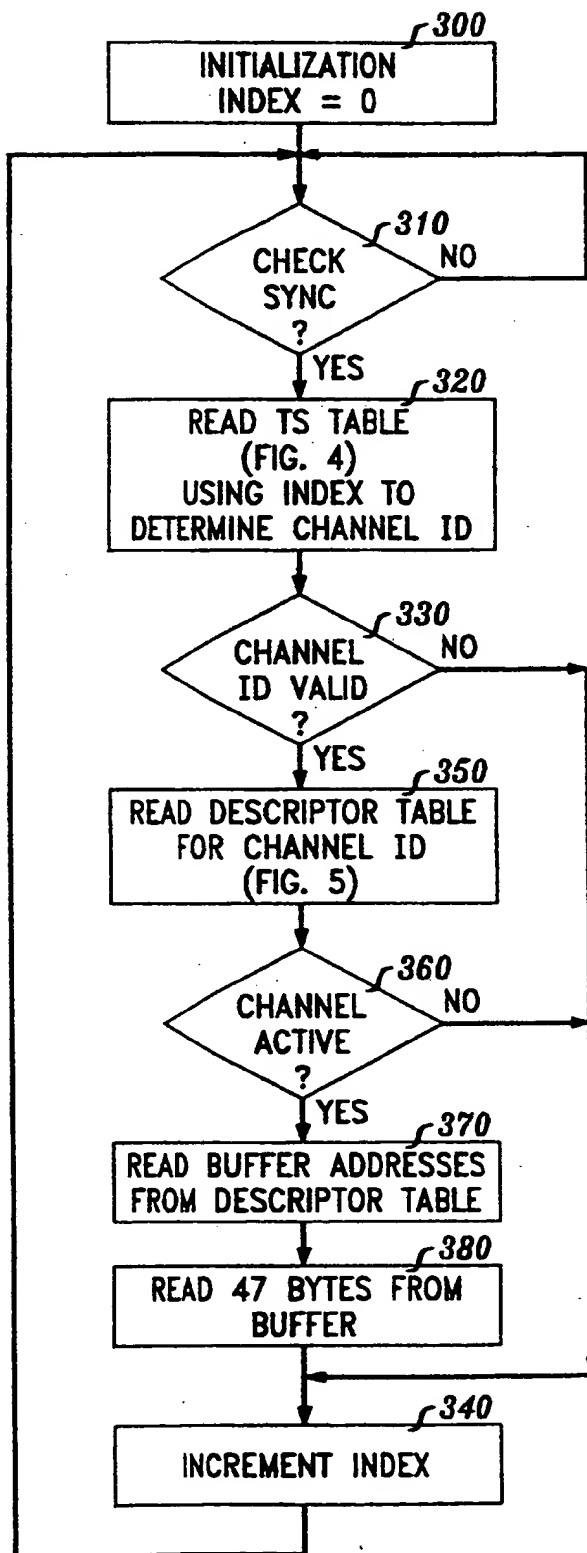 300
INITIALIZATION
INDEX = 0
310
CHECK
SYNC
?
NO
YES
320
READ TS TABLE
(FIG. 4)
USING INDEX TO
DETERMINE CHANNEL ID
330
CHANNEL
ID VALID
?
NO
YES
350
READ DESCRIPTOR TABLE
FOR CHANNEL ID
(FIG. 5)
360
CHANNEL
ACTIVE
?
NO
YES
370
READ BUFFER ADDRESSES
FROM DESCRIPTOR TABLE
380
READ 47 BYTES FROM
BUFFER
340
INCREMENT INDEX